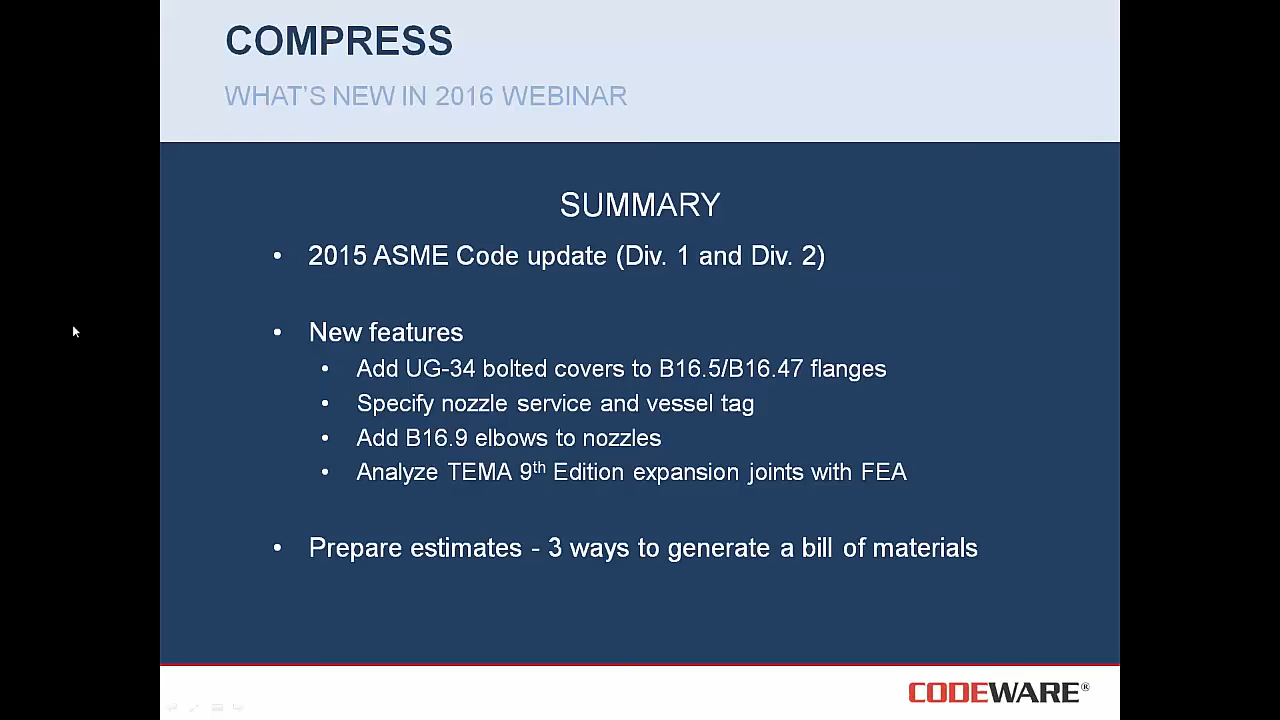 COMPRESS
WHAT'S NEW IN 2016 WEBINAR
SUMMARY
• 2015 ASME Code update (Div. 1 and Div. 2)
• New features
• Add UG-34 bolted covers to B16.5/B16.47 flanges
• Specify nozzle service and vessel tag
• Add B16.9 elbows to nozzles
• Analyze TEMA 9th Edition expansion joints with FEA
• Prepare estimates - 3 ways to generate a bill of materials
CODEWARE®